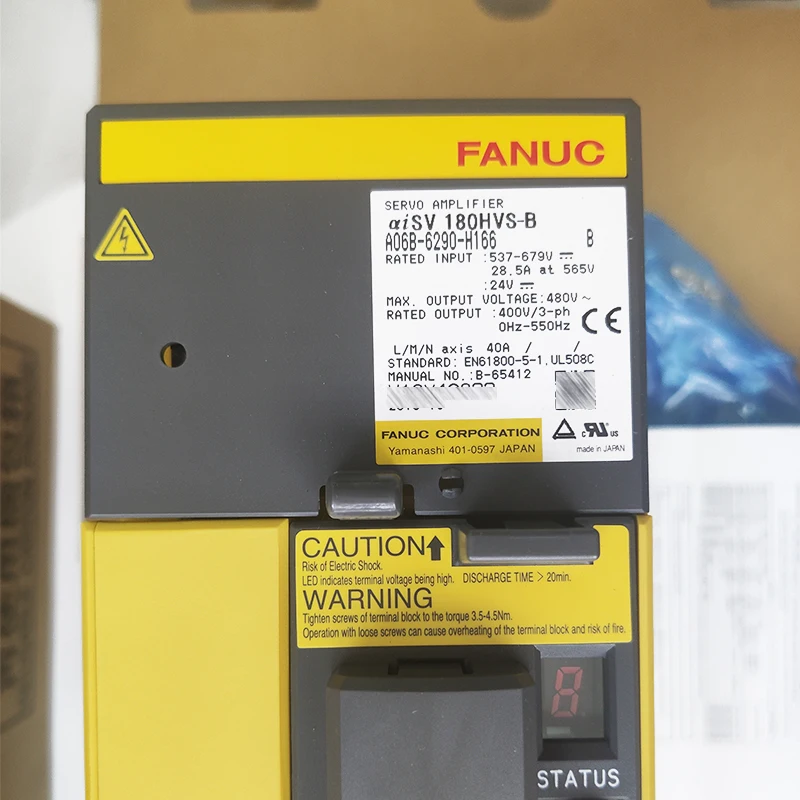 FANUC
SERVO AMPLIFIER
αiSV 180HVS-B
A06B-6290-H166 B
RATED INPUT :537-679V ⎓
28.5A at 565V
:24V ⎓
MAX. OUTPUT VOLTAGE:480V ~
RATED OUTPUT :400V/3-ph
0Hz-550Hz
CE
L/M/N axis 40A / /
STANDARD: EN61800-5-1,UL508C
MANUAL NO.:B-65412
FANUC CORPORATION
Yamanashi 401-0597 JAPAN
c RU us
made in JAPAN
CAUTION
Risk of Electric Shock.
LED indicates terminal voltage being high. DISCHARGE TIME > 20min.
WARNING
Tighten screws of terminal block to the torque 3.5-4.5Nm.
Operation with loose screws can cause overheating of the terminal block and risk of fire.
8
STATUS